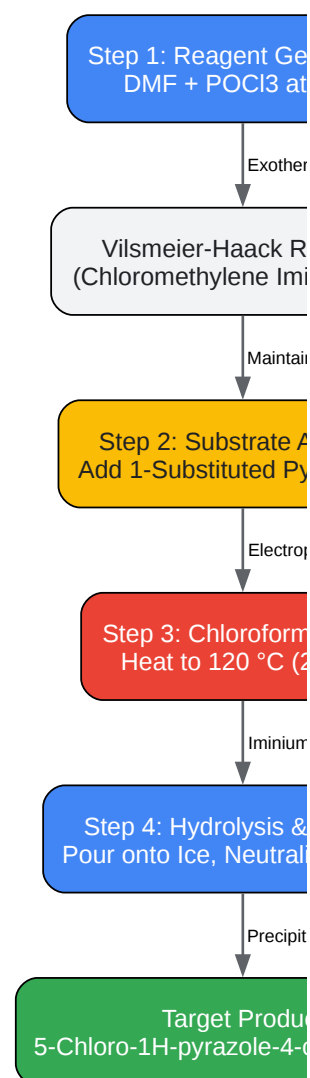 Step 1: Reagent Ge
DMF + POCl3 at
Exother
Vilsmeier-Haack R
(Chloromethylene Imi
Maintain
Step 2: Substrate A
Add 1-Substituted Py
Electrop
Step 3: Chloroform
Heat to 120 °C (2
Iminium
Step 4: Hydrolysis &
Pour onto Ice, Neutrali
Precipit
Target Produc
5-Chloro-1H-pyrazole-4-c